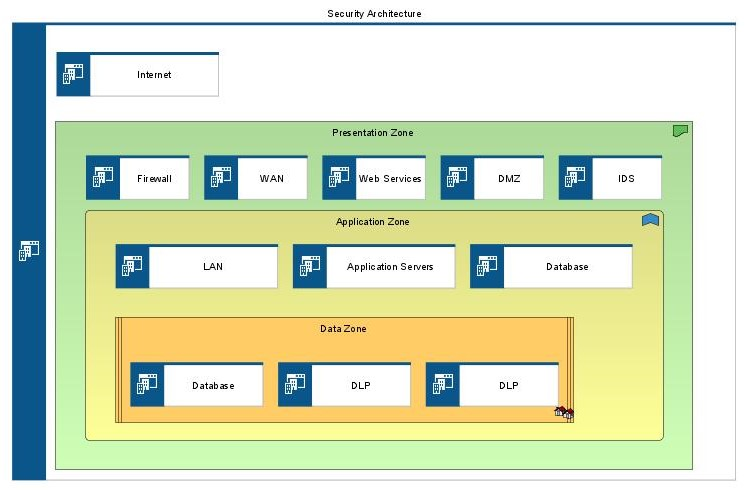 Security Architecture
Internet
Presentation Zone
Firewall
WAN
Web Services
DMZ
IDS
Application Zone
LAN
Application Servers
Database
Data Zone
Database
DLP
DLP